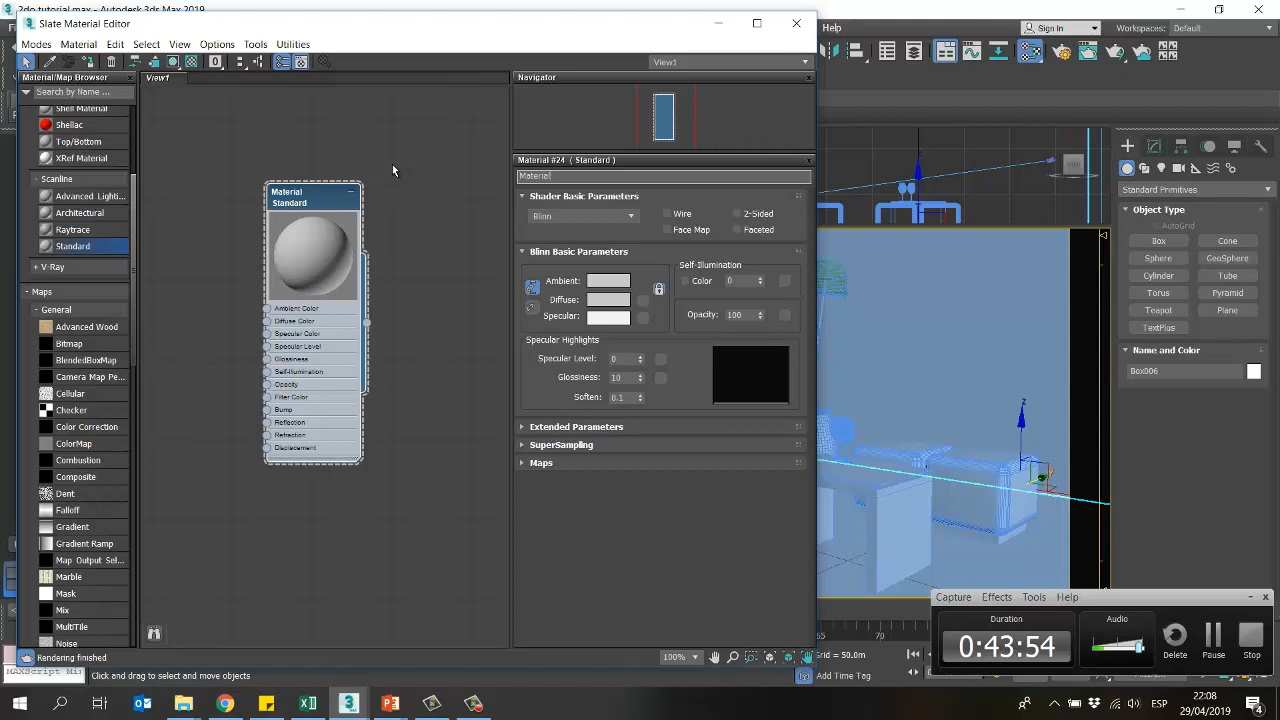 2do tutorial.max - Autodesk 3ds Max 2019
Slate Material Editor
Modes Material Edit Select View Options Tools Utilities
Help
Sign In
Workspaces: Default
View1
Material/Map Browser
View1
Navigator
Search by Name ...
Shell Material
Shellac
Top/Bottom
XRef Material
Scanline
Advanced Lighti...
Architectural
Raytrace
Standard
V-Ray
Maps
General
Advanced Wood
Bitmap
BlendedBoxMap
Camera Map Pe...
Cellular
Checker
Color Correction
ColorMap
Combustion
Composite
Dent
Falloff
Gradient
Gradient Ramp
Map Output Sel...
Marble
Mask
Mix
MultiTile
Noise
Material
Standard
Ambient Color
Diffuse Color
Specular Color
Specular Level
Glossiness
Self-Illumination
Opacity
Filter Color
Bump
Reflection
Refraction
Displacement
Material #24 ( Standard )
Material
Shader Basic Parameters
Blinn
Wire
2-Sided
Face Map
Faceted
Blinn Basic Parameters
Self-Illumination
Ambient:
Color 0
Diffuse:
Specular:
Opacity: 100
Specular Highlights
Specular Level: 0
Glossiness: 10
Soften: 0.1
Extended Parameters
SuperSampling
Maps
Standard Primitives
Object Type
AutoGrid
Box Cone
Sphere GeoSphere
Cylinder Tube
Torus Pyramid
Teapot Plane
TextPlus
Name and Color
Box006
Capture Effects Tools Help
Duration
Audio
0:43:54
Delete Pause Stop
Rendering finished
100%
65 70
Grid = 50.0m
MAXScript Mi
Click and drag to select and move objects
Add Time Tag
ESP
22:08
29/04/2019